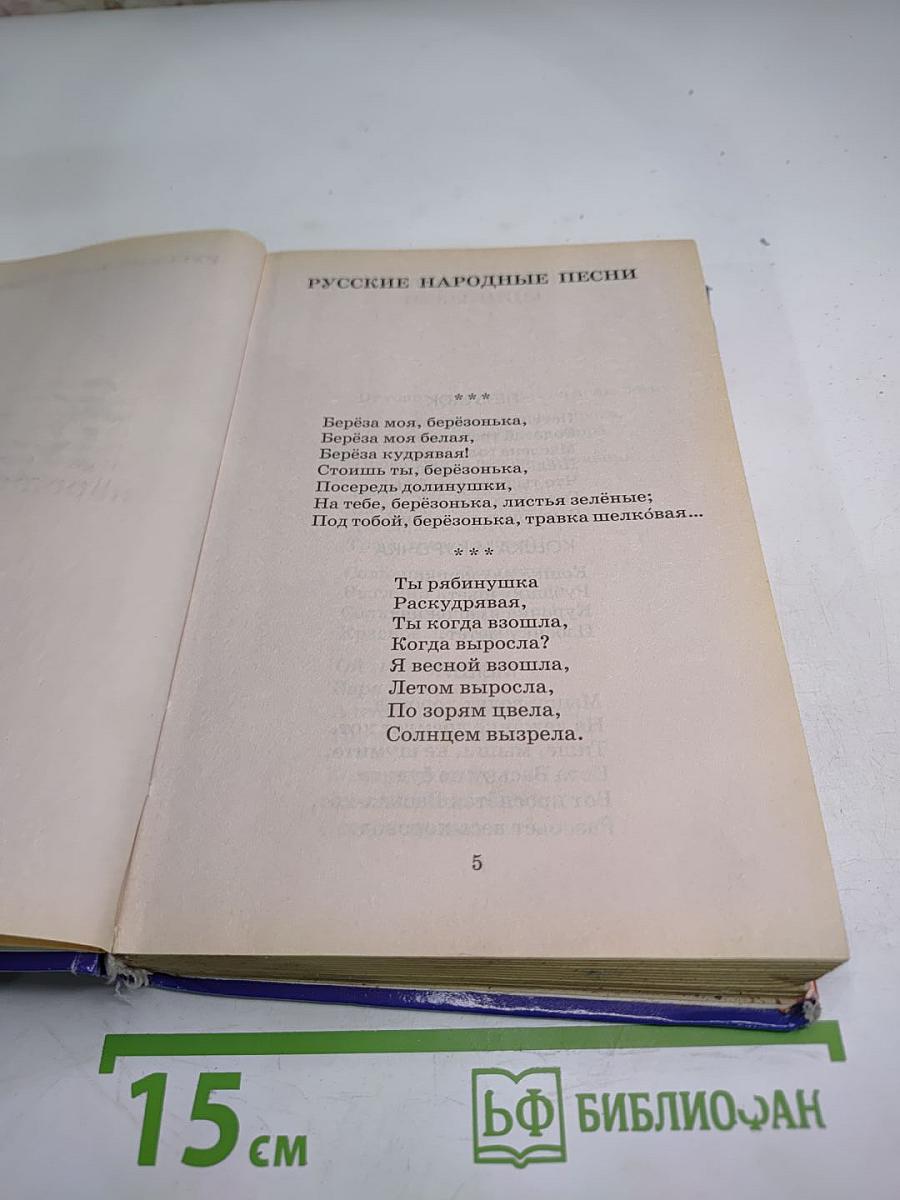 РУССКИЕ НАРОДНЫЕ ПЕСНИ
***
Берёза моя, берёзонька,
Берёза моя белая,
Берёза кудрявая!
Стоишь ты, берёзонька,
Посередь долинушки,
На тебе, берёзонька, листья зелёные;
Под тобой, берёзонька, травка шелкóвая...
***
Ты рябинушка
Раскудрявая,
Ты когда взошла,
Когда выросла?
Я весной взошла,
Летом выросла,
По зорям цвела,
Солнцем вызрела.
5
15 см
БФ БИБЛИОФАН